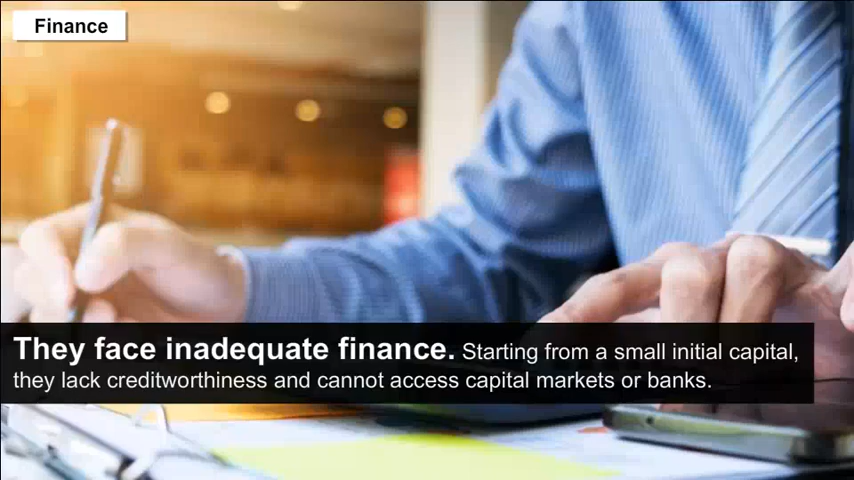 Finance
They face inadequate finance. Starting from a small initial capital,
they lack creditworthiness and cannot access capital markets or banks.